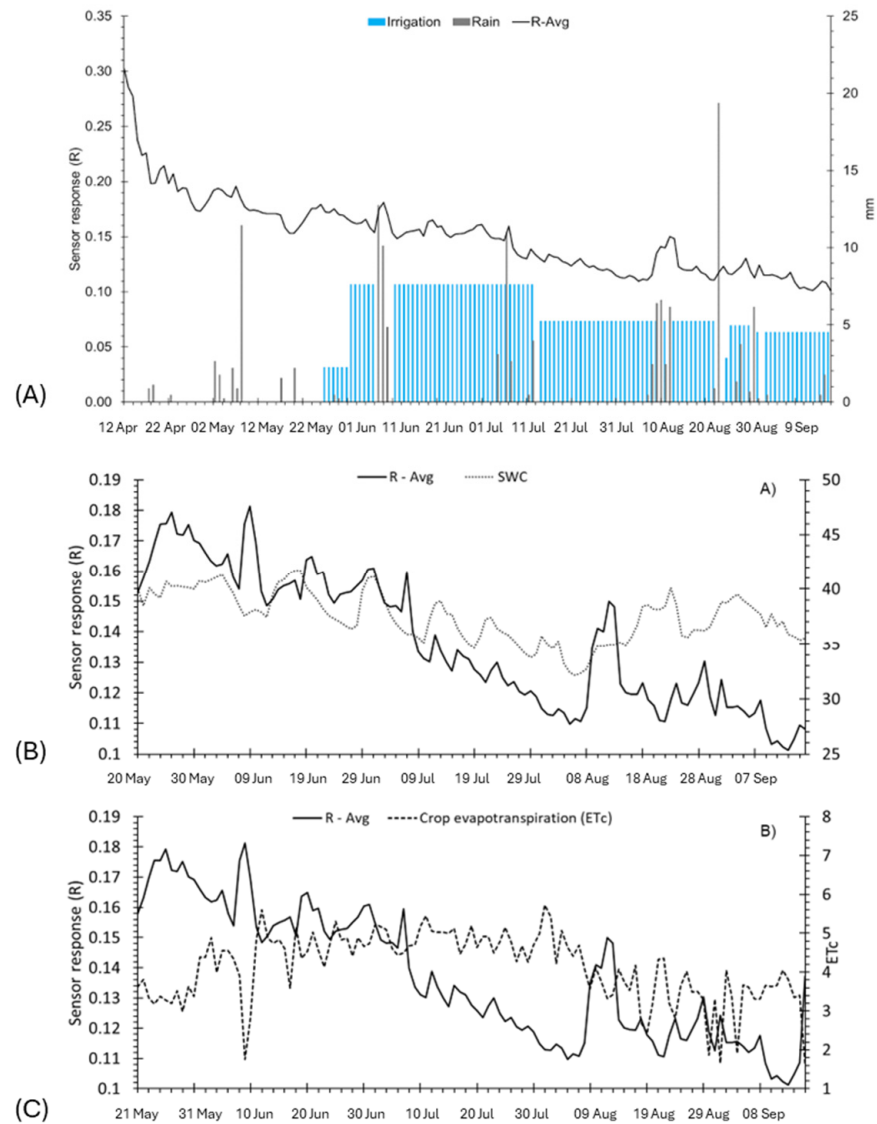 0.35 Irrigation Rain R-Avg 25
0.30 20
0.25
0.20 15
0.15 10
0.10
0.05 5
0.00 0
Sensor response (R)
mm
(A)
12 Apr 22 Apr 02 May 12 May 22 May 01 Jun 11 Jun 21 Jun 01 Jul 11 Jul 21 Jul 31 Jul 10 Aug 20 Aug 30 Aug 9 Sep
0.19 R - Avg SWC A) 50
0.18
0.17 45
0.16
0.15 40
0.14
0.13 35
0.12 30
0.11
0.1 25
Sensor response (R)
(B)
20 May 30 May 09 Jun 19 Jun 29 Jun 09 Jul 19 Jul 29 Jul 08 Aug 18 Aug 28 Aug 07 Sep
0.19 R - Avg Crop evapotranspiration (ETc) B) 8
0.18 7
0.17
0.16 6
0.15 5
0.14
0.13 4
0.12 3
0.11 2
0.1 1
Sensor response (R)
ETc
(C)
21 May 31 May 10 Jun 20 Jun 30 Jun 10 Jul 20 Jul 30 Jul 09 Aug 19 Aug 29 Aug 08 Sep